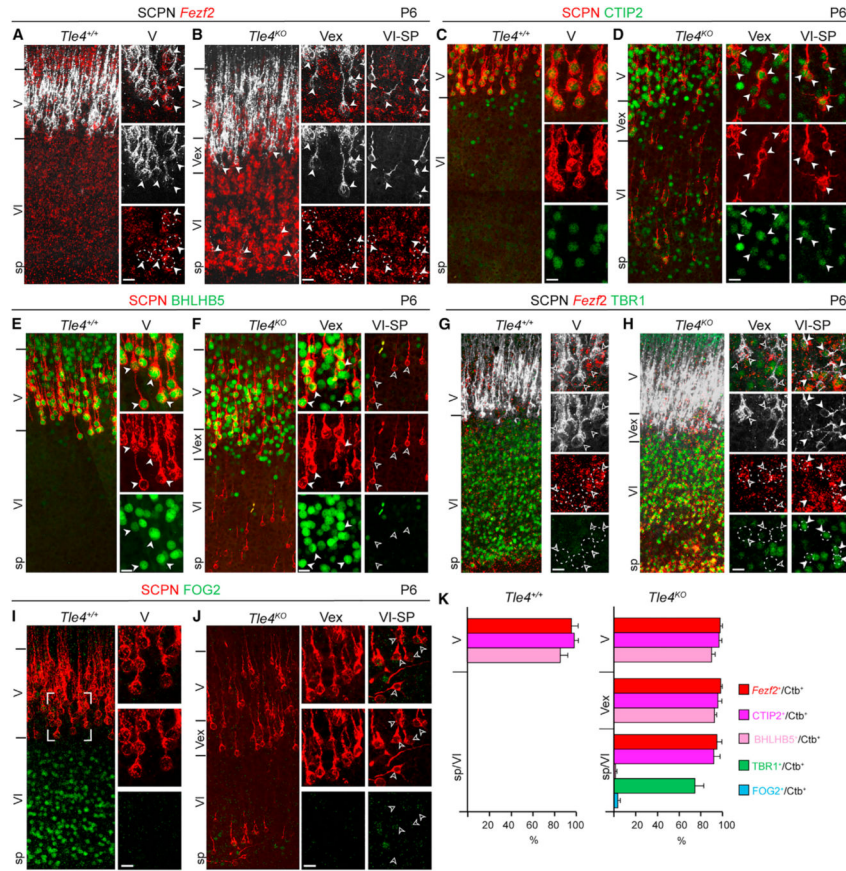 SCPN Fezf2 P6
A Tle4+/+ V
B Tle4KO Vex VI-SP
V
VI
sp
V
Vex
VI
sp
SCPN CTIP2 P6
C Tle4+/+ V
D Tle4KO Vex VI-SP
V
VI
V
Vex
VI
sp
SCPN BHLHB5 P6
E Tle4+/+ V
F Tle4KO Vex VI-SP
V
VI
sp
V
Vex
VI
sp
SCPN Fezf2 TBR1 P6
G Tle4+/+ V
H Tle4KO Vex VI-SP
V
VI
sp
V
Vex
VI
sp
SCPN FOG2 P6
I Tle4+/+ V
J Tle4KO Vex VI-SP
V
VI
sp
V
Vex
VI
sp
K Tle4+/+ Tle4KO
V
sp/VI
20 40 60 80 100
%
V
Vex
sp/VI
20 40 60 80 100
%
Fezf2+/Ctb+
CTIP2+/Ctb+
BHLHB5+/Ctb+
TBR1+/Ctb+
FOG2+/Ctb+